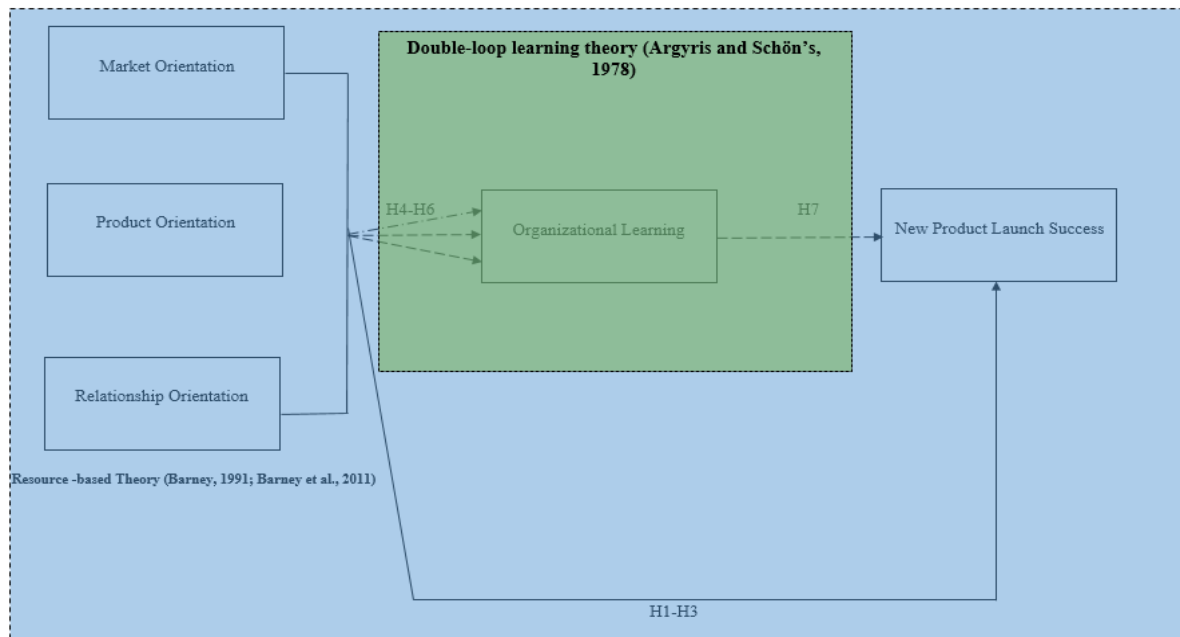 Double-loop learning theory (Argyris and Schön's,
1978)
Market Orientation
Product Orientation
H4-H6
Organizational Learning
H7
New Product Launch Success
Relationship Orientation
Resource -based Theory (Barney, 1991; Barney et al., 2011)
H1-H3